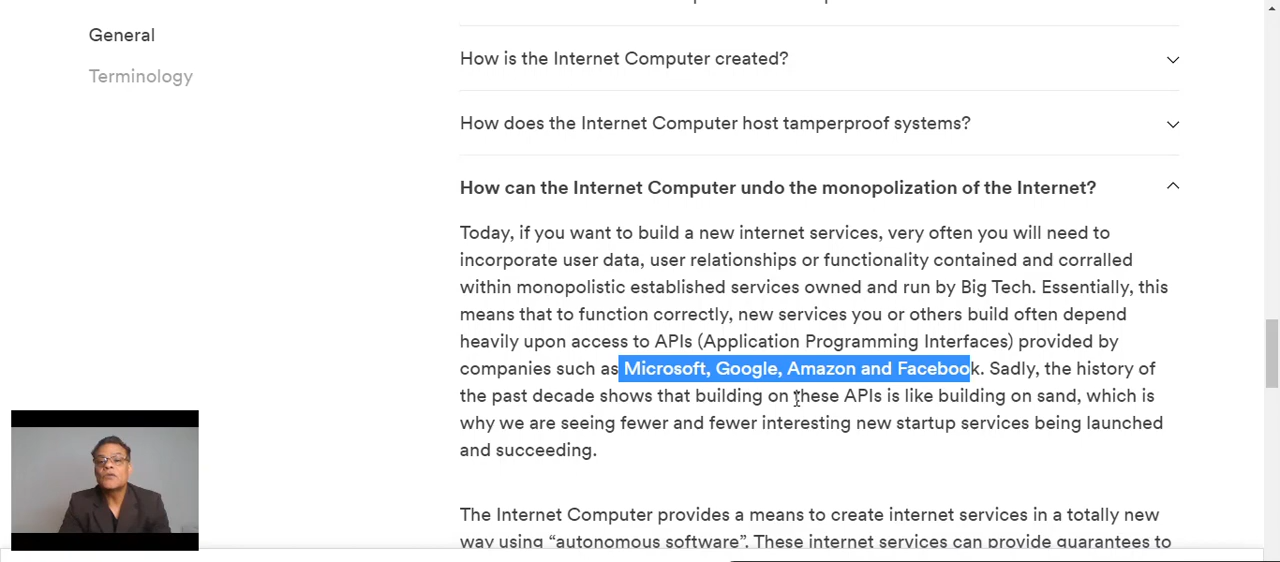 General
Terminology
How is the Internet Computer created?
How does the Internet Computer host tamperproof systems?
How can the Internet Computer undo the monopolization of the Internet?
Today, if you want to build a new internet services, very often you will need to
incorporate user data, user relationships or functionality contained and corralled
within monopolistic established services owned and run by Big Tech. Essentially, this
means that to function correctly, new services you or others build often depend
heavily upon access to APIs (Application Programming Interfaces) provided by
companies such as Microsoft, Google, Amazon and Facebook. Sadly, the history of
the past decade shows that building on these APIs is like building on sand, which is
why we are seeing fewer and fewer interesting new startup services being launched
and succeeding.
The Internet Computer provides a means to create internet services in a totally new
way using “autonomous software”. These internet services can provide guarantees to